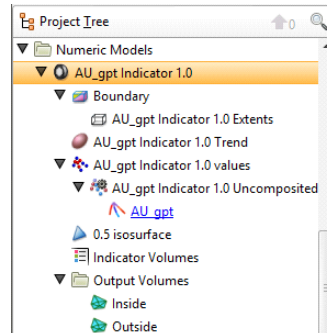 Project Tree
0
Numeric Models
AU_gpt Indicator 1.0
Boundary
AU_gpt Indicator 1.0 Extents
AU_gpt Indicator 1.0 Trend
AU_gpt Indicator 1.0 values
AU_gpt Indicator 1.0 Uncomposited
AU_gpt
0.5 isosurface
Indicator Volumes
Output Volumes
Inside
Outside